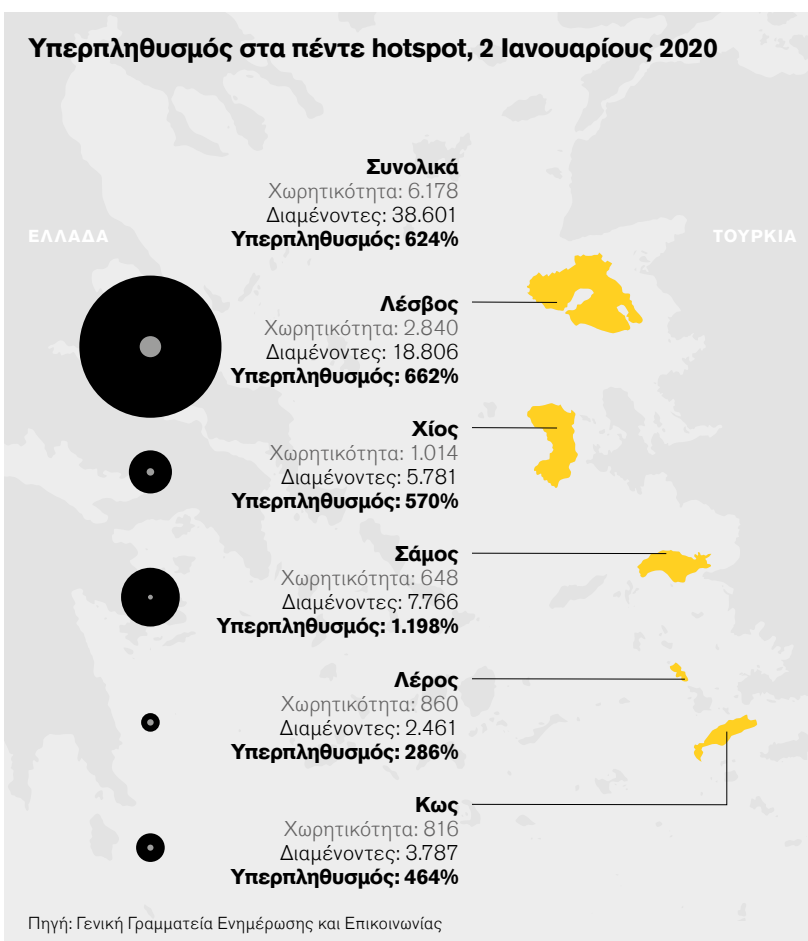 Υπερπληθυσμός στα πέντε hotspot, 2 Ιανουαρίους 2020
Συνολικά
Χωρητικότητα: 6.178
Διαμένοντες: 38.601
Υπερπληθυσμός: 624%
ΕΛΛΑΔΑ
ΤΟΥΡΚΙΑ
Λέσβος
Χωρητικότητα: 2.840
Διαμένοντες: 18.806
Υπερπληθυσμός: 662%
Χίος
Χωρητικότητα: 1.014
Διαμένοντες: 5.781
Υπερπληθυσμός: 570%
Σάμος
Χωρητικότητα: 648
Διαμένοντες: 7.766
Υπερπληθυσμός: 1.198%
Λέρος
Χωρητικότητα: 860
Διαμένοντες: 2.461
Υπερπληθυσμός: 286%
Κως
Χωρητικότητα: 816
Διαμένοντες: 3.787
Υπερπληθυσμός: 464%
Πηγή: Γενική Γραμματεία Ενημέρωσης και Επικοινωνίας